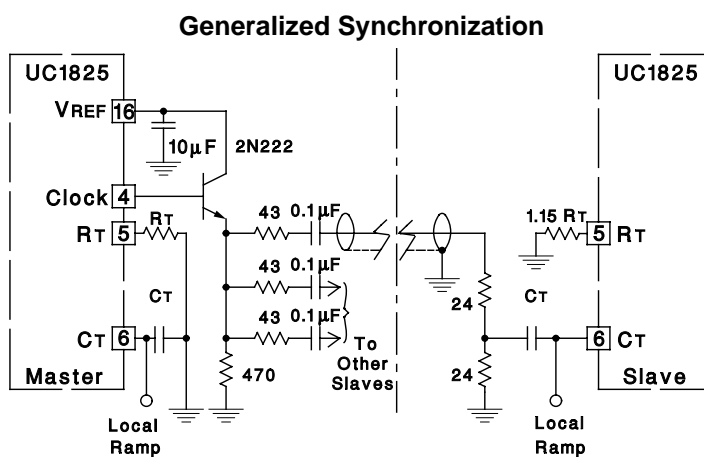 Generalized Synchronization
UC1825
VREF
16
10µF
2N222
Clock
4
RT
5
RT
CT
CT
6
Master
Local
Ramp
43
0.1µF
43
0.1µF
43
0.1µF
470
To
Other
Slaves
UC1825
1.15 RT
5
RT
24
CT
6
CT
24
Slave
Local
Ramp